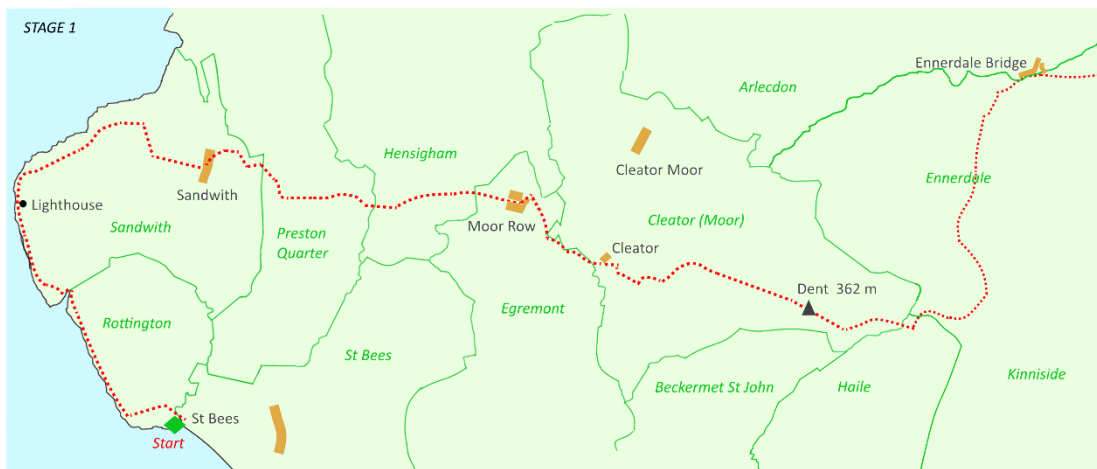 STAGE 1
Ennerdale Bridge
Arlecdon
Hensigham
Cleator Moor
Ennerdale
Sandwith
Lighthouse
Sandwith
Moor Row
Cleator (Moor)
Preston
Quarter
Cleator
Dent 362 m
Rottington
Egremont
St Bees
Beckermet St John
Haile
Kinniside
St Bees
Start